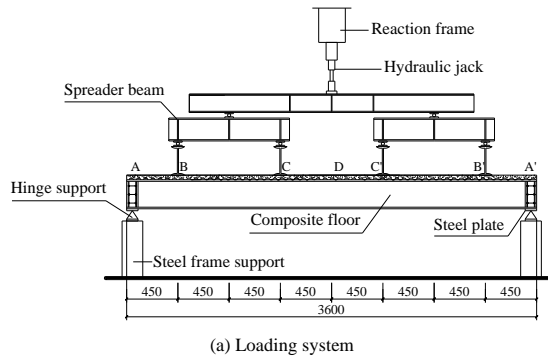 Reaction frame
Hydraulic jack
Spreader beam
A B C D C' B' A'
Hinge support
Composite floor
Steel plate
Steel frame support
450 450 450 450 450 450 450 450
3600
(a) Loading system